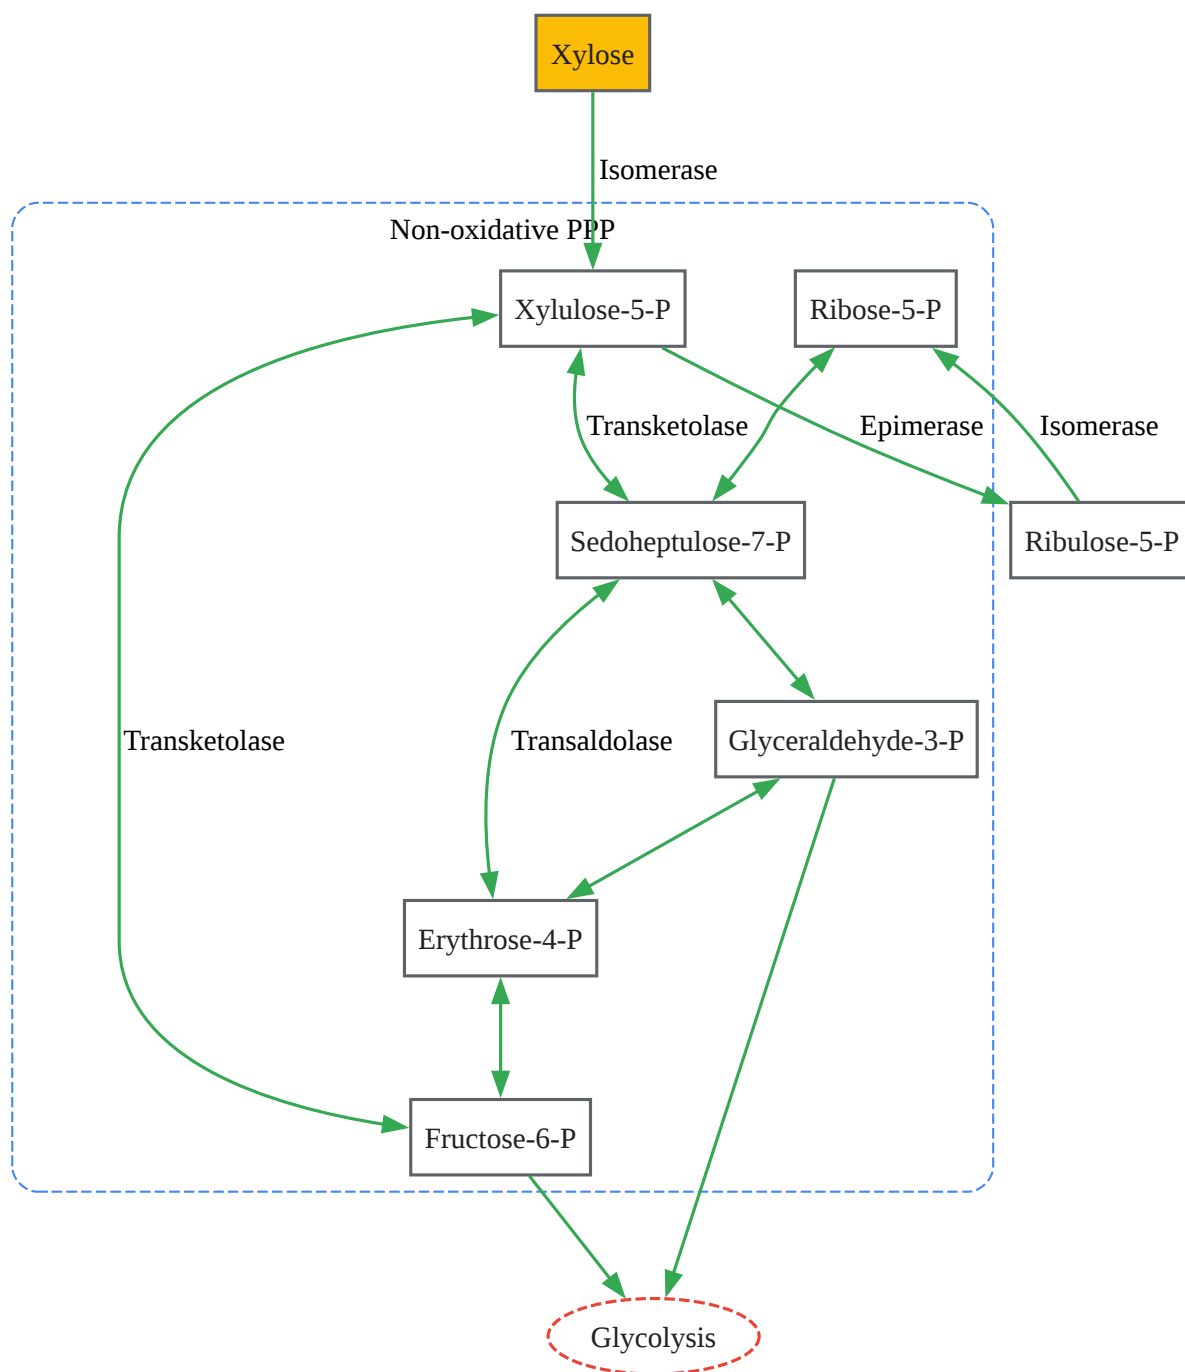 Xylose
Isomerase
Non-oxidative PPP
Xylulose-5-P
Ribose-5-P
Transketolase
Epimerase
Isomerase
Sedoheptulose-7-P
Ribulose-5-P
Transketolase
Transaldolase
Glyceraldehyde-3-P
Erythrose-4-P
Fructose-6-P
Glycolysis